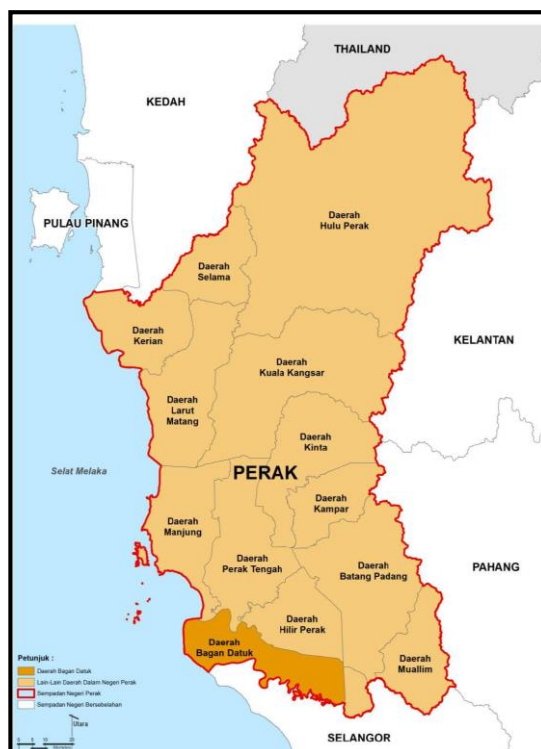 THAILAND
KEDAH
PULAU PINANG
Daerah
Hulu Perak
Daerah
Selama
Daerah
Kerian
KELANTAN
Daerah
Kuala Kangsar
Daerah
Larut
Matang
Daerah
Kinta
Selat Melaka
PERAK
Daerah
Kampar
Daerah
Manjung
Daerah
Perak Tengah
Daerah
Batang Padang
PAHANG
Daerah
Hilir Perak
Daerah
Bagan Datuk
Daerah
Muallim
Petunjuk :
Daerah Bagan Datuk
Lain-Lain Daerah Dalam Negeri Perak
Sempadan Negeri Perak
Sempadan Negeri Bersebelahan
Utara
SELANGOR